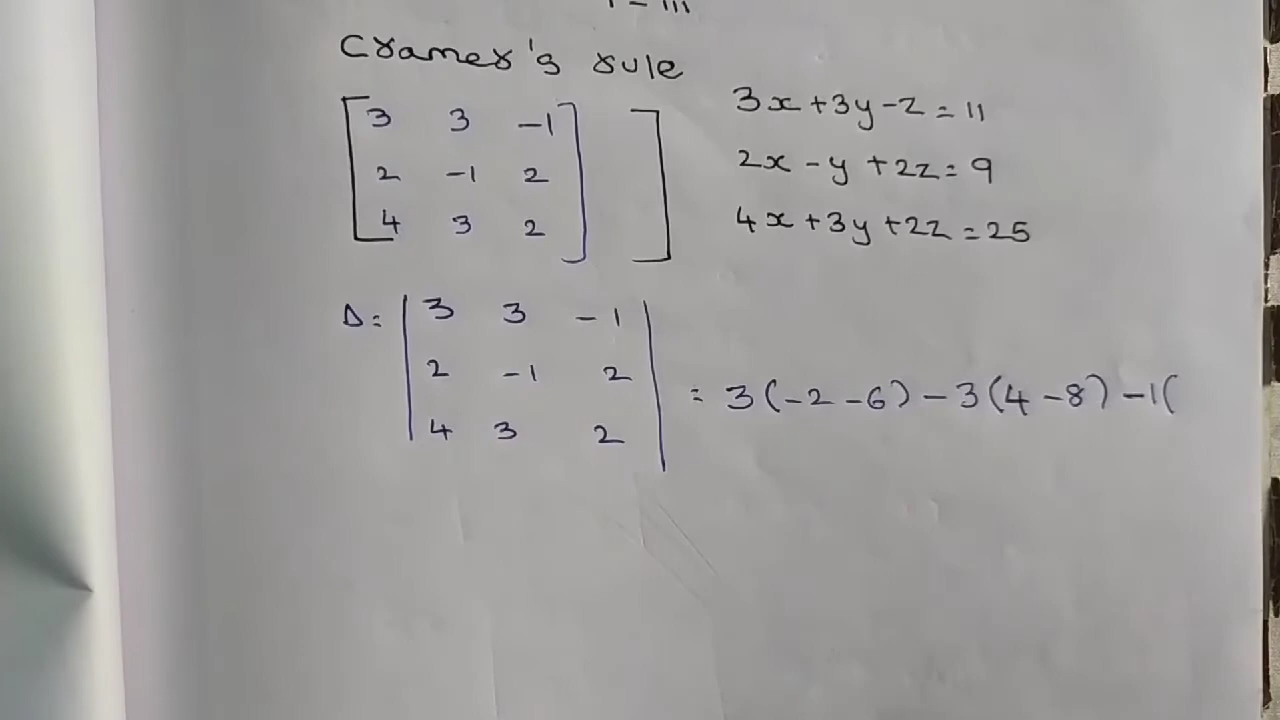 Cramer's rule
3x+3y-z=11
[3 3 -1] ]
2x-y+2z=9
2 -1 2
4x+3y+2z=25
4 3 2
Δ= | 3 3 -1 |
2 -1 2
= 3(-2-6)-3(4-8)-1(
4 3 2